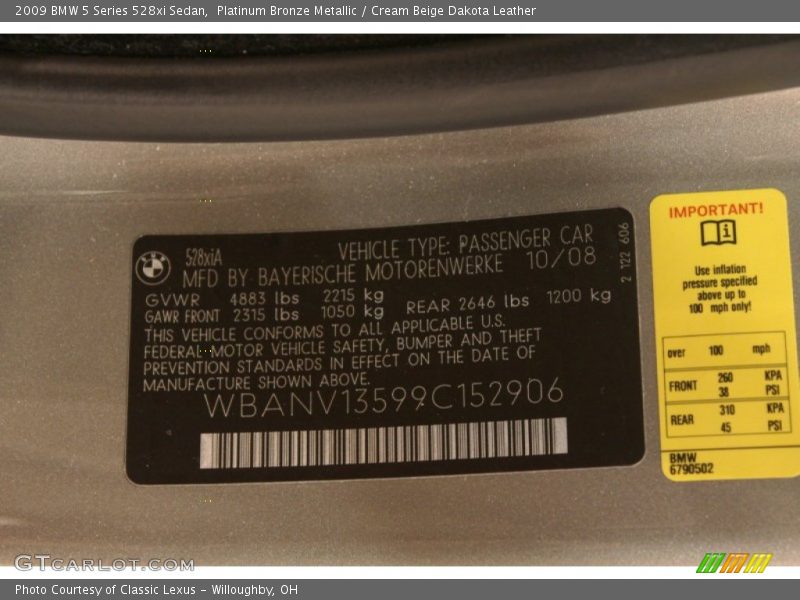 2009 BMW 5 Series 528xi Sedan,  Platinum Bronze Metallic / Cream Beige Dakota Leather
528xiA
VEHICLE TYPE: PASSENGER CAR
MFD BY BAYERISCHE MOTORENWERKE 10/08
GVWR 4883 lbs 2215 kg
GAWR FRONT 2315 lbs 1050 kg REAR 2646 lbs 1200 kg
THIS VEHICLE CONFORMS TO ALL APPLICABLE U.S.
FEDERAL MOTOR VEHICLE SAFETY, BUMPER AND THEFT
PREVENTION STANDARDS IN EFFECT ON THE DATE OF
MANUFACTURE SHOWN ABOVE.
WBANV13599C152906
2 122 606
IMPORTANT!
Use inflation
pressure specified
above up to
100 mph only!
over 100 mph
FRONT 260 KPA
38 PSI
REAR 310 KPA
45 PSI
BMW
6790502
GTCARLOT.COM
Photo Courtesy of Classic Lexus - Willoughby, OH